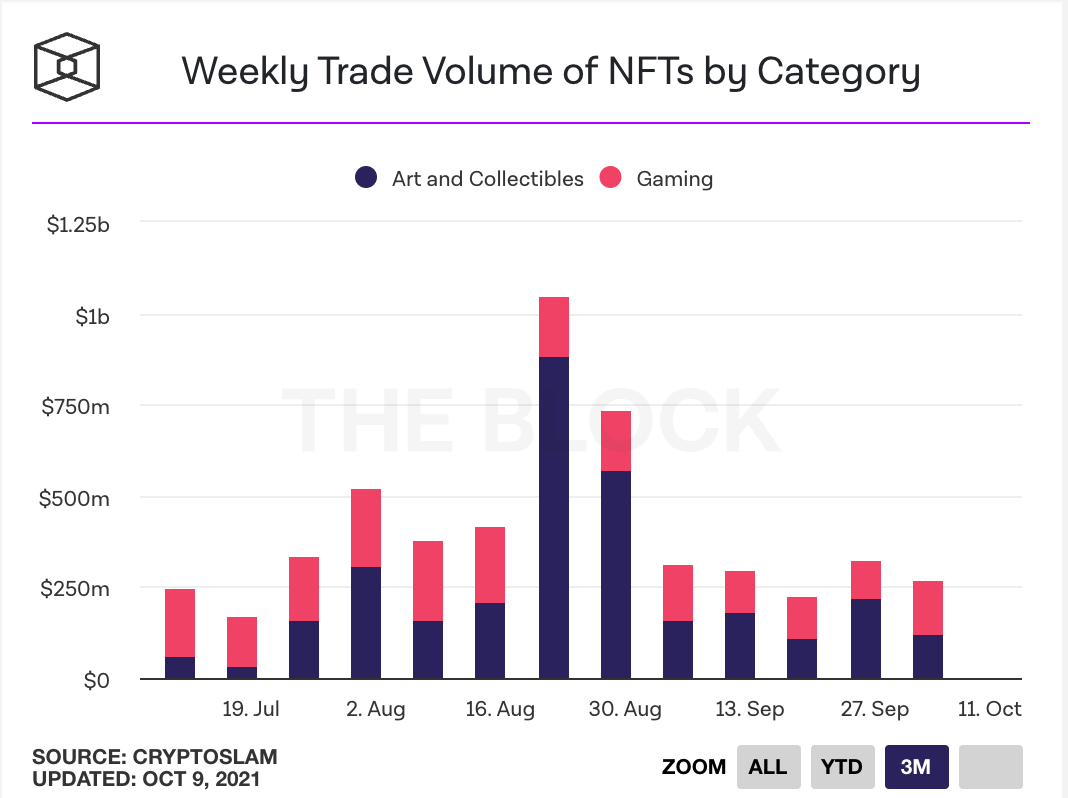 Weekly Trade Volume of NFTs by Category
Art and Collectibles Gaming
$1.25b
$1b
$750m
THE BLOCK
$500m
$250m
$0
19. Jul 2. Aug 16. Aug 30. Aug 13. Sep 27. Sep 11. Oct
SOURCE: CRYPTOSLAM
UPDATED: OCT 9, 2021
ZOOM ALL YTD 3M